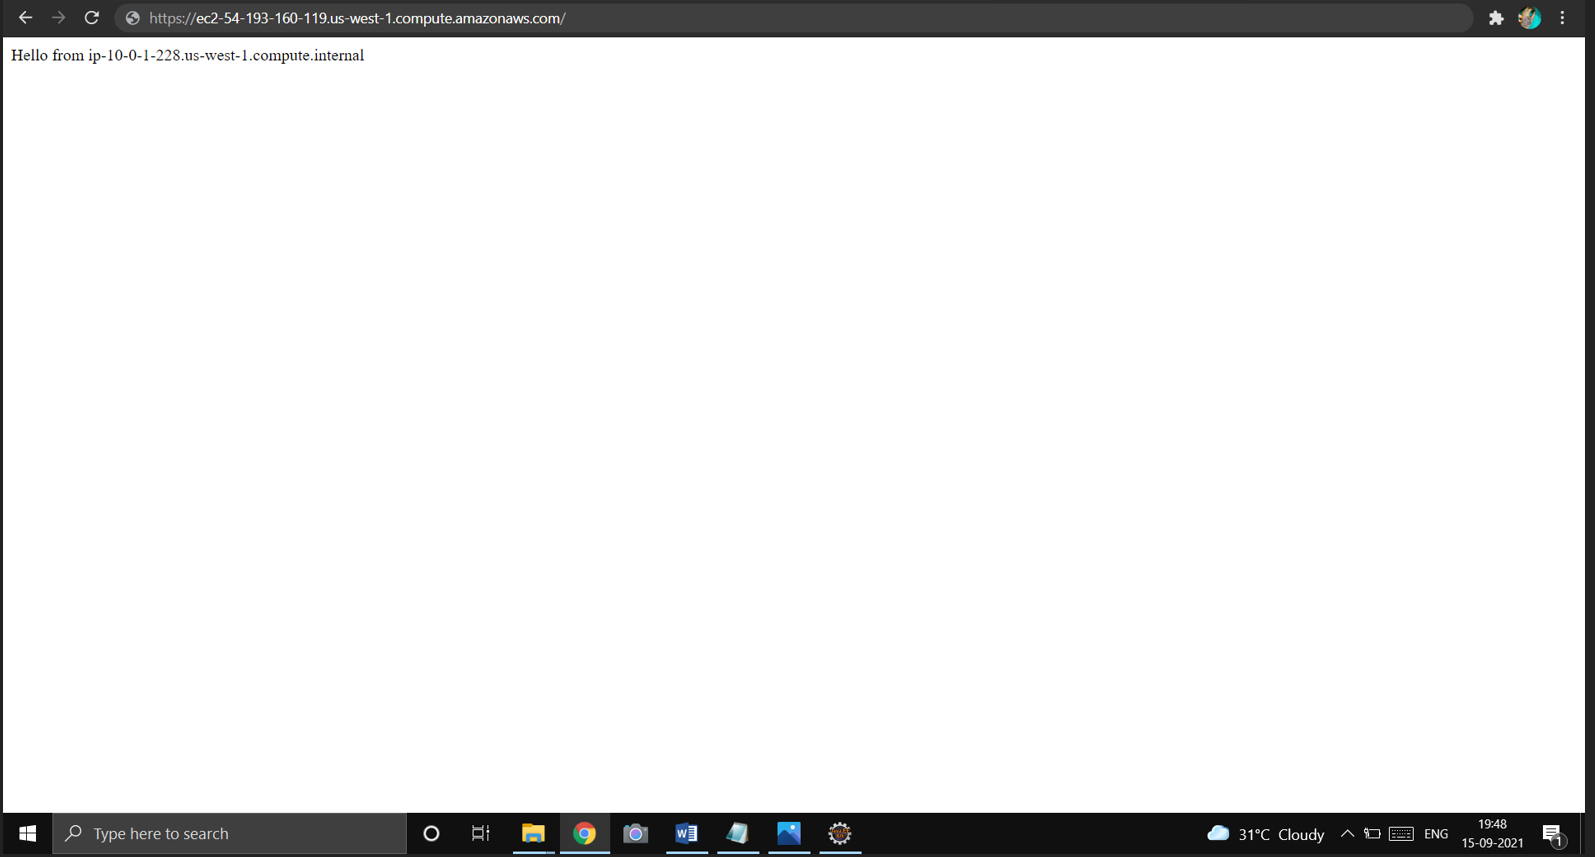 https://ec2-54-193-160-119.us-west-1.compute.amazonaws.com/
Hello from ip-10-0-1-228.us-west-1.compute.internal
Type here to search
31°C Cloudy
ENG
19:48
15-09-2021
1